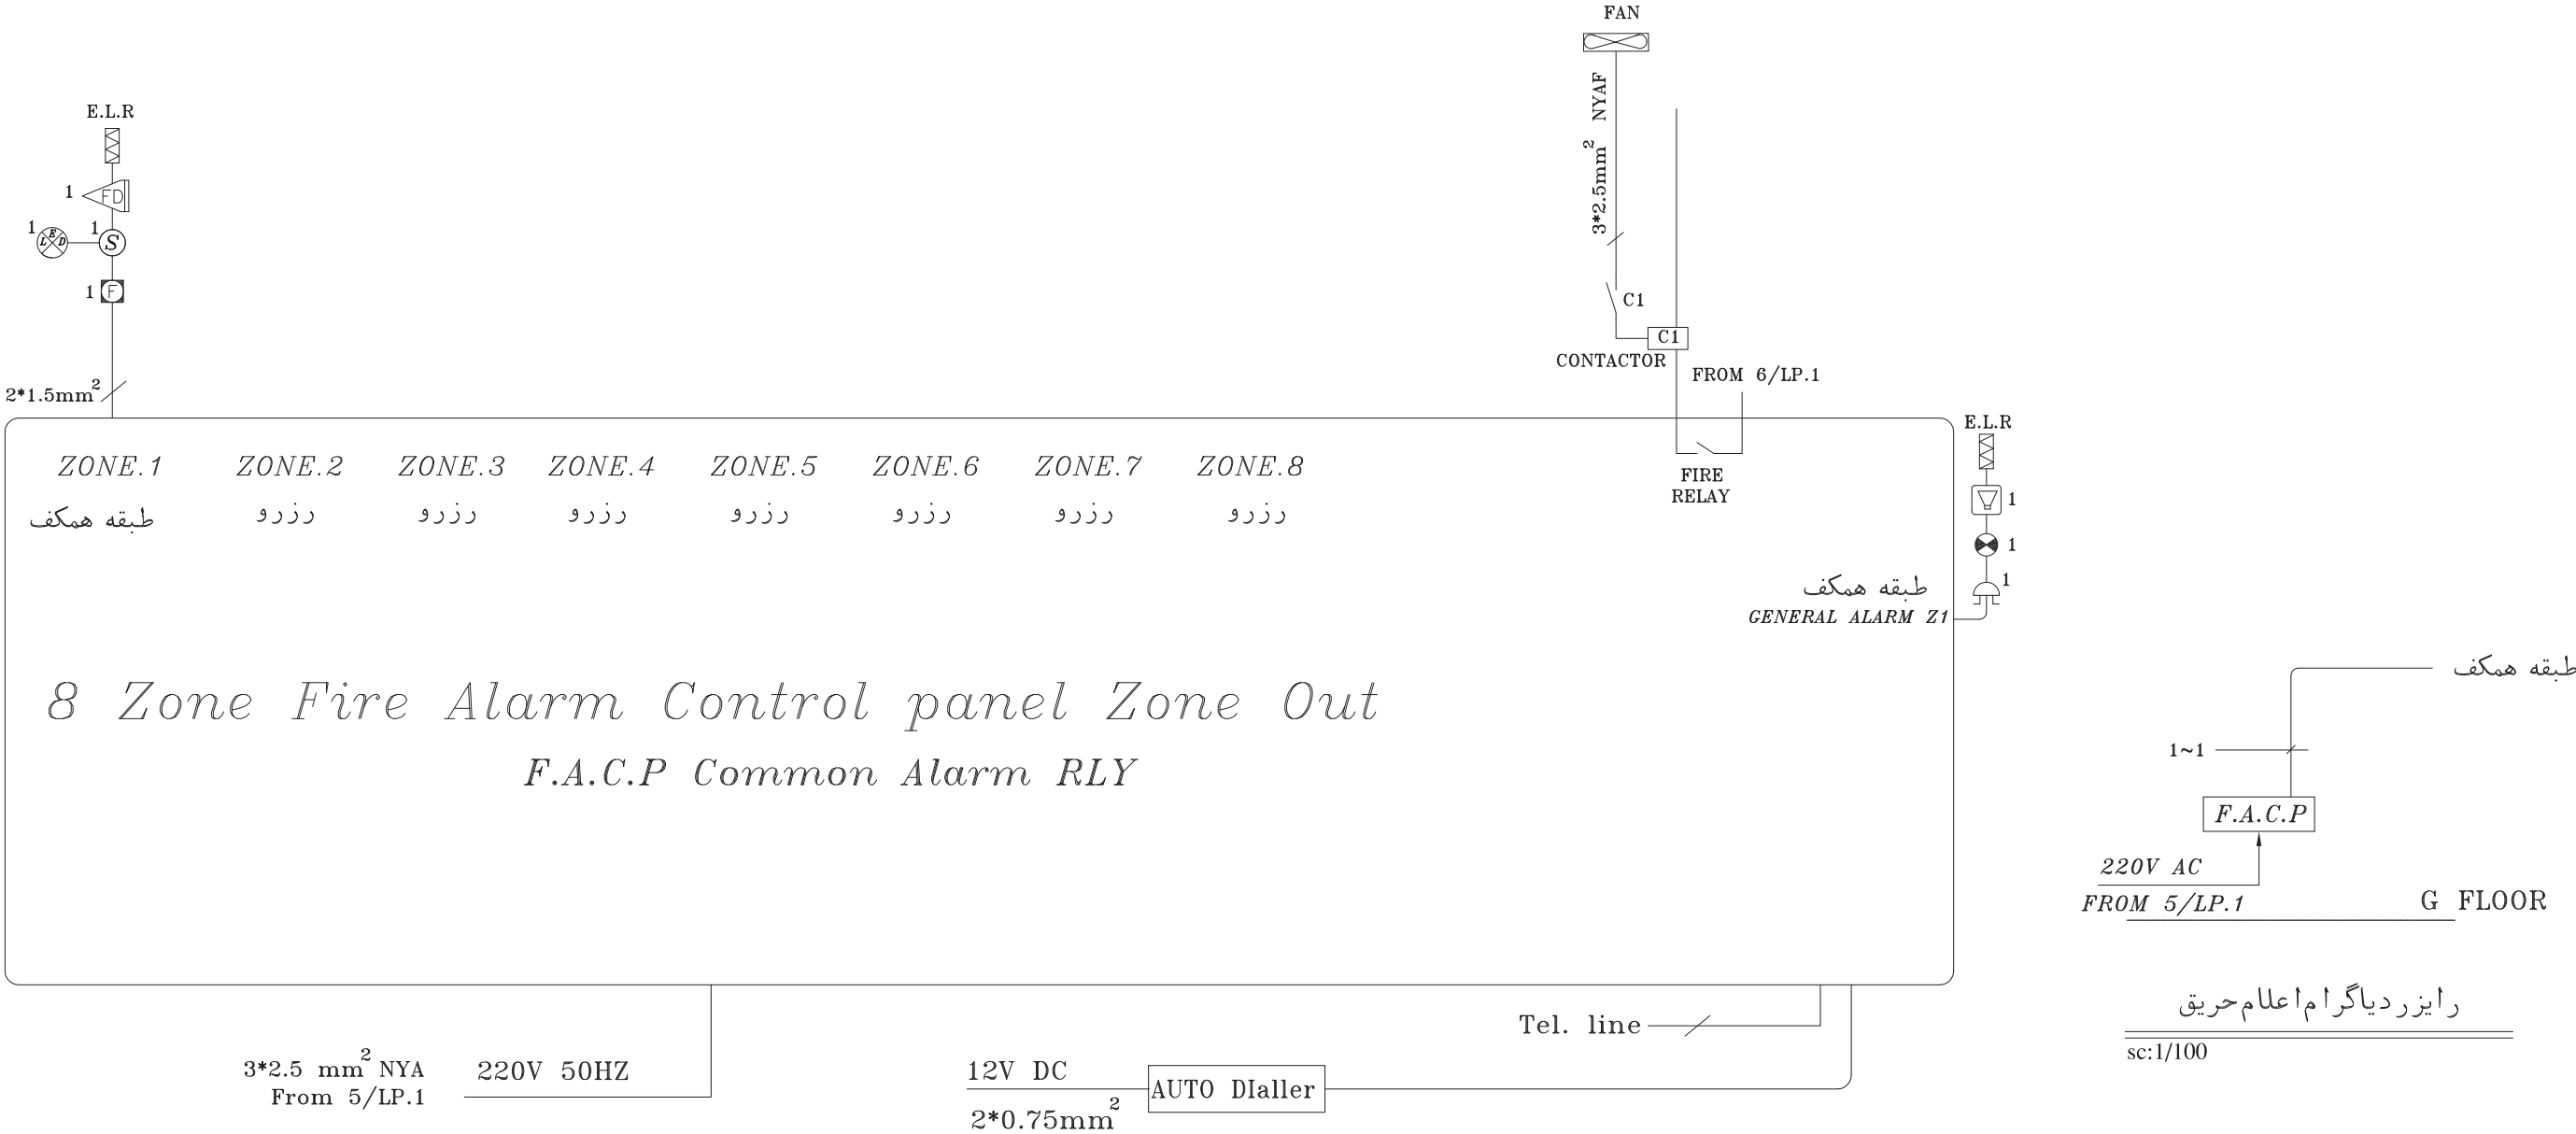 FAN
3*2.5mm² NYAF
C1
C1
CONTACTOR
FROM 6/LP.1
FIRE
RELAY
E.L.R
1
FD
1
L E D
1
S
1
F
2*1.5mm²
ZONE.1 ZONE.2 ZONE.3 ZONE.4 ZONE.5 ZONE.6 ZONE.7 ZONE.8
طبقه همکف رزرو رزرو رزرو رزرو رزرو رزرو رزرو
E.L.R
1
1
1
طبقه همکف
GENERAL ALARM Z1
8 Zone Fire Alarm Control panel Zone Out
F.A.C.P Common Alarm RLY
3*2.5 mm² NYA
From 5/LP.1
220V 50HZ
Tel. line
12V DC
2*0.75mm²
AUTO DIaller
طبقه همکف
1~1
F.A.C.P
220V AC
FROM 5/LP.1
G FLOOR
رایزر دیاگرام اعلام حریق
sc:1/100